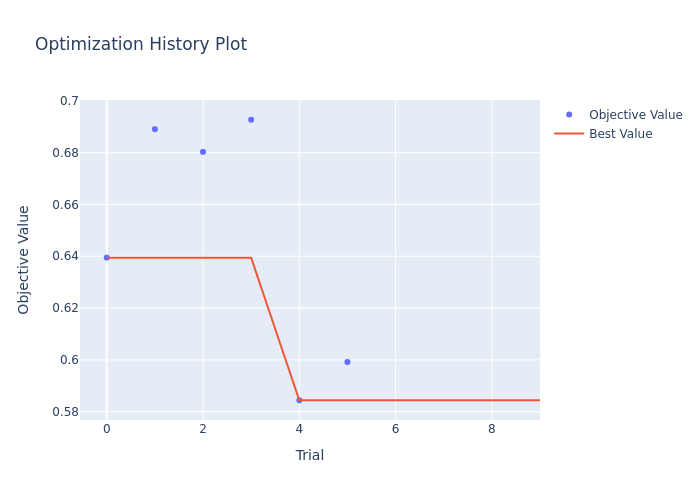 Optimization History Plot
0.7
0.68
0.66
0.64
0.62
0.6
0.58
Objective Value
0
2
4
6
8
Trial
Objective Value
Best Value